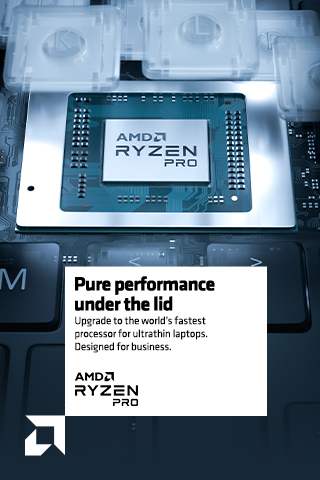 K
L
AMD
RYZEN
PRO
M
<
>
Pure performance
under the lid
Upgrade to the world's fastest
processor for ultrathin laptops.
Designed for business.
AMD
RYZEN
PRO